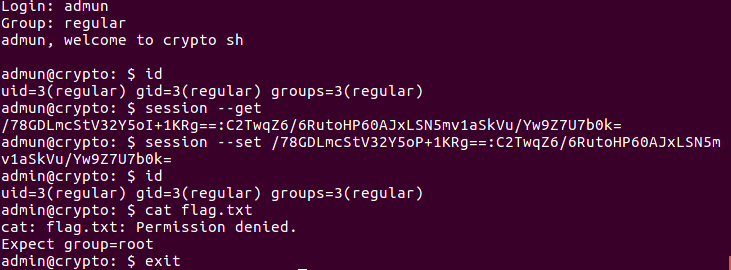 Login: admun
Group: regular
admun, welcome to crypto sh
admun@crypto: $ id
uid=3(regular) gid=3(regular) groups=3(regular)
admun@crypto: $ session --get
/78GDLmcStV32Y5oI+1KRg==:C2TwqZ6/6RutoHP60AJxLSN5mv1aSkVu/Yw9Z7U7b0k=
admun@crypto: $ session --set /78GDLmcStV32Y5oP+1KRg==:C2TwqZ6/6RutoHP60AJxLSN5m
v1aSkVu/Yw9Z7U7b0k=
admin@crypto: $ id
uid=3(regular) gid=3(regular) groups=3(regular)
admin@crypto: $ cat flag.txt
cat: flag.txt: Permission denied.
Expect group=root
admin@crypto: $ exit